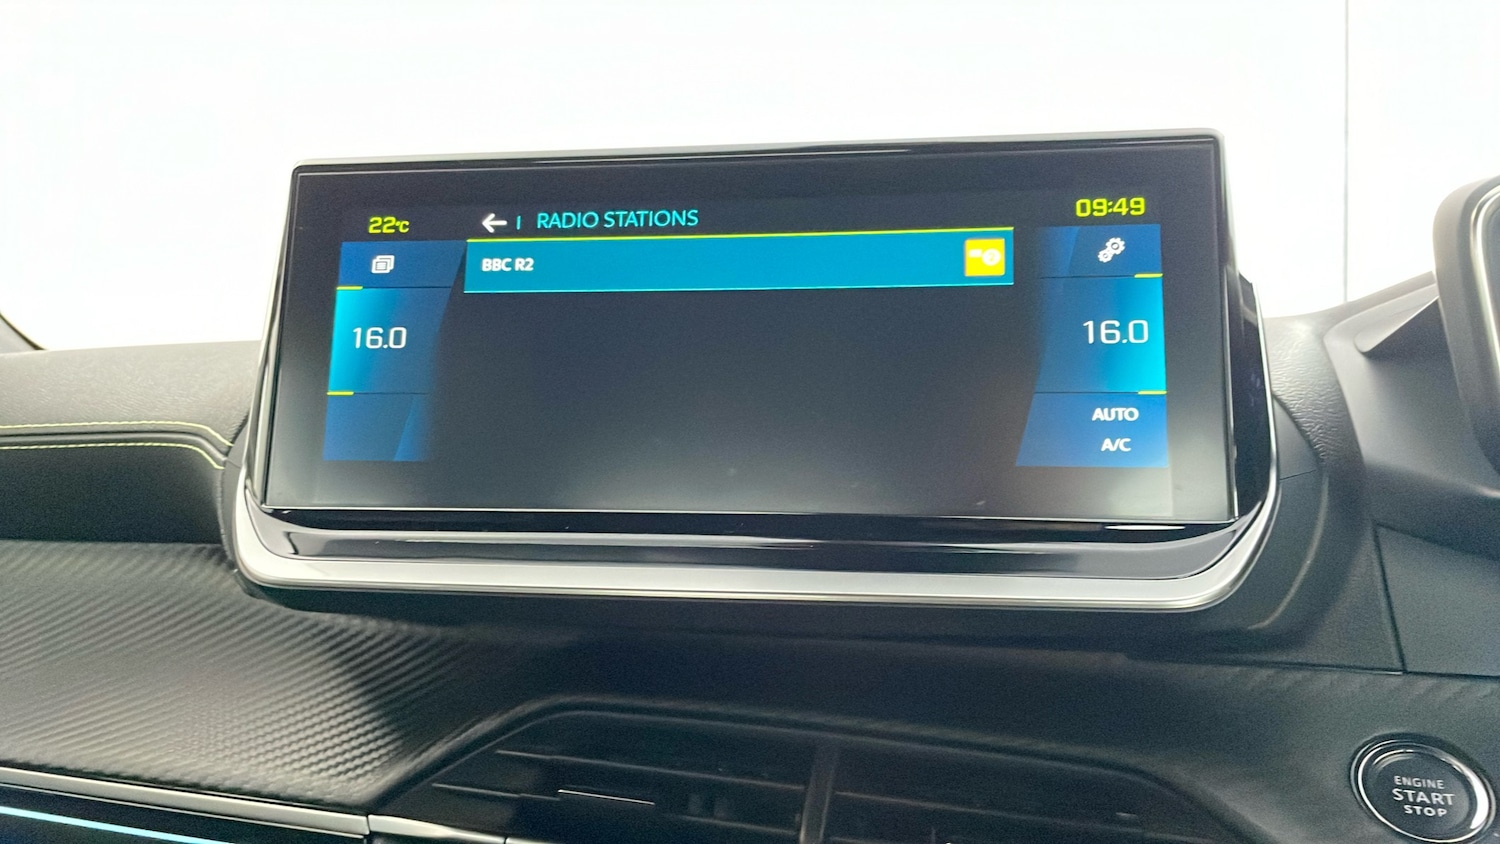 22°C
RADIO STATIONS
09:49
BBC R2
16.0
16.0
AUTO
A/C
ENGINE
START
STOP